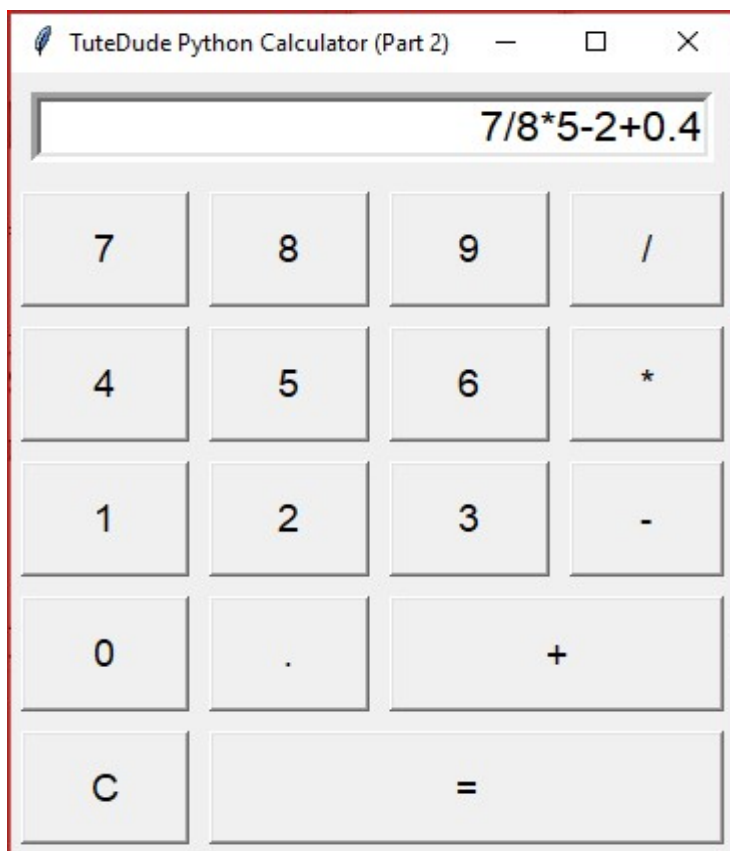 TuteDude Python Calculator (Part 2)
7/8*5-2+0.4
7 8 9 /
4 5 6 *
1 2 3 -
0 . +
C =